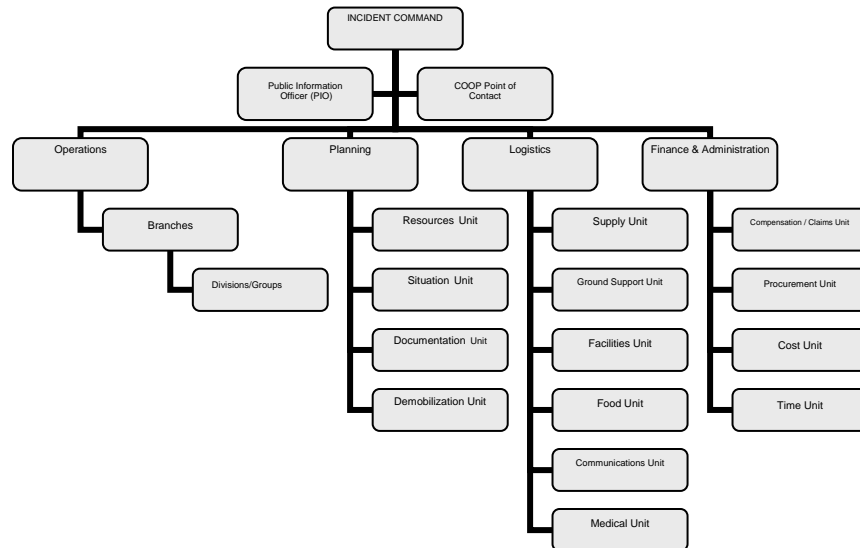 INCIDENT COMMAND
Public Information
Officer (PIO)
COOP Point of
Contact
Operations
Planning
Logistics
Finance & Administration
Branches
Divisions/Groups
Resources Unit
Situation Unit
Documentation Unit
Demobilization Unit
Supply Unit
Ground Support Unit
Facilities Unit
Food Unit
Communications Unit
Medical Unit
Compensation / Claims Unit
Procurement Unit
Cost Unit
Time Unit